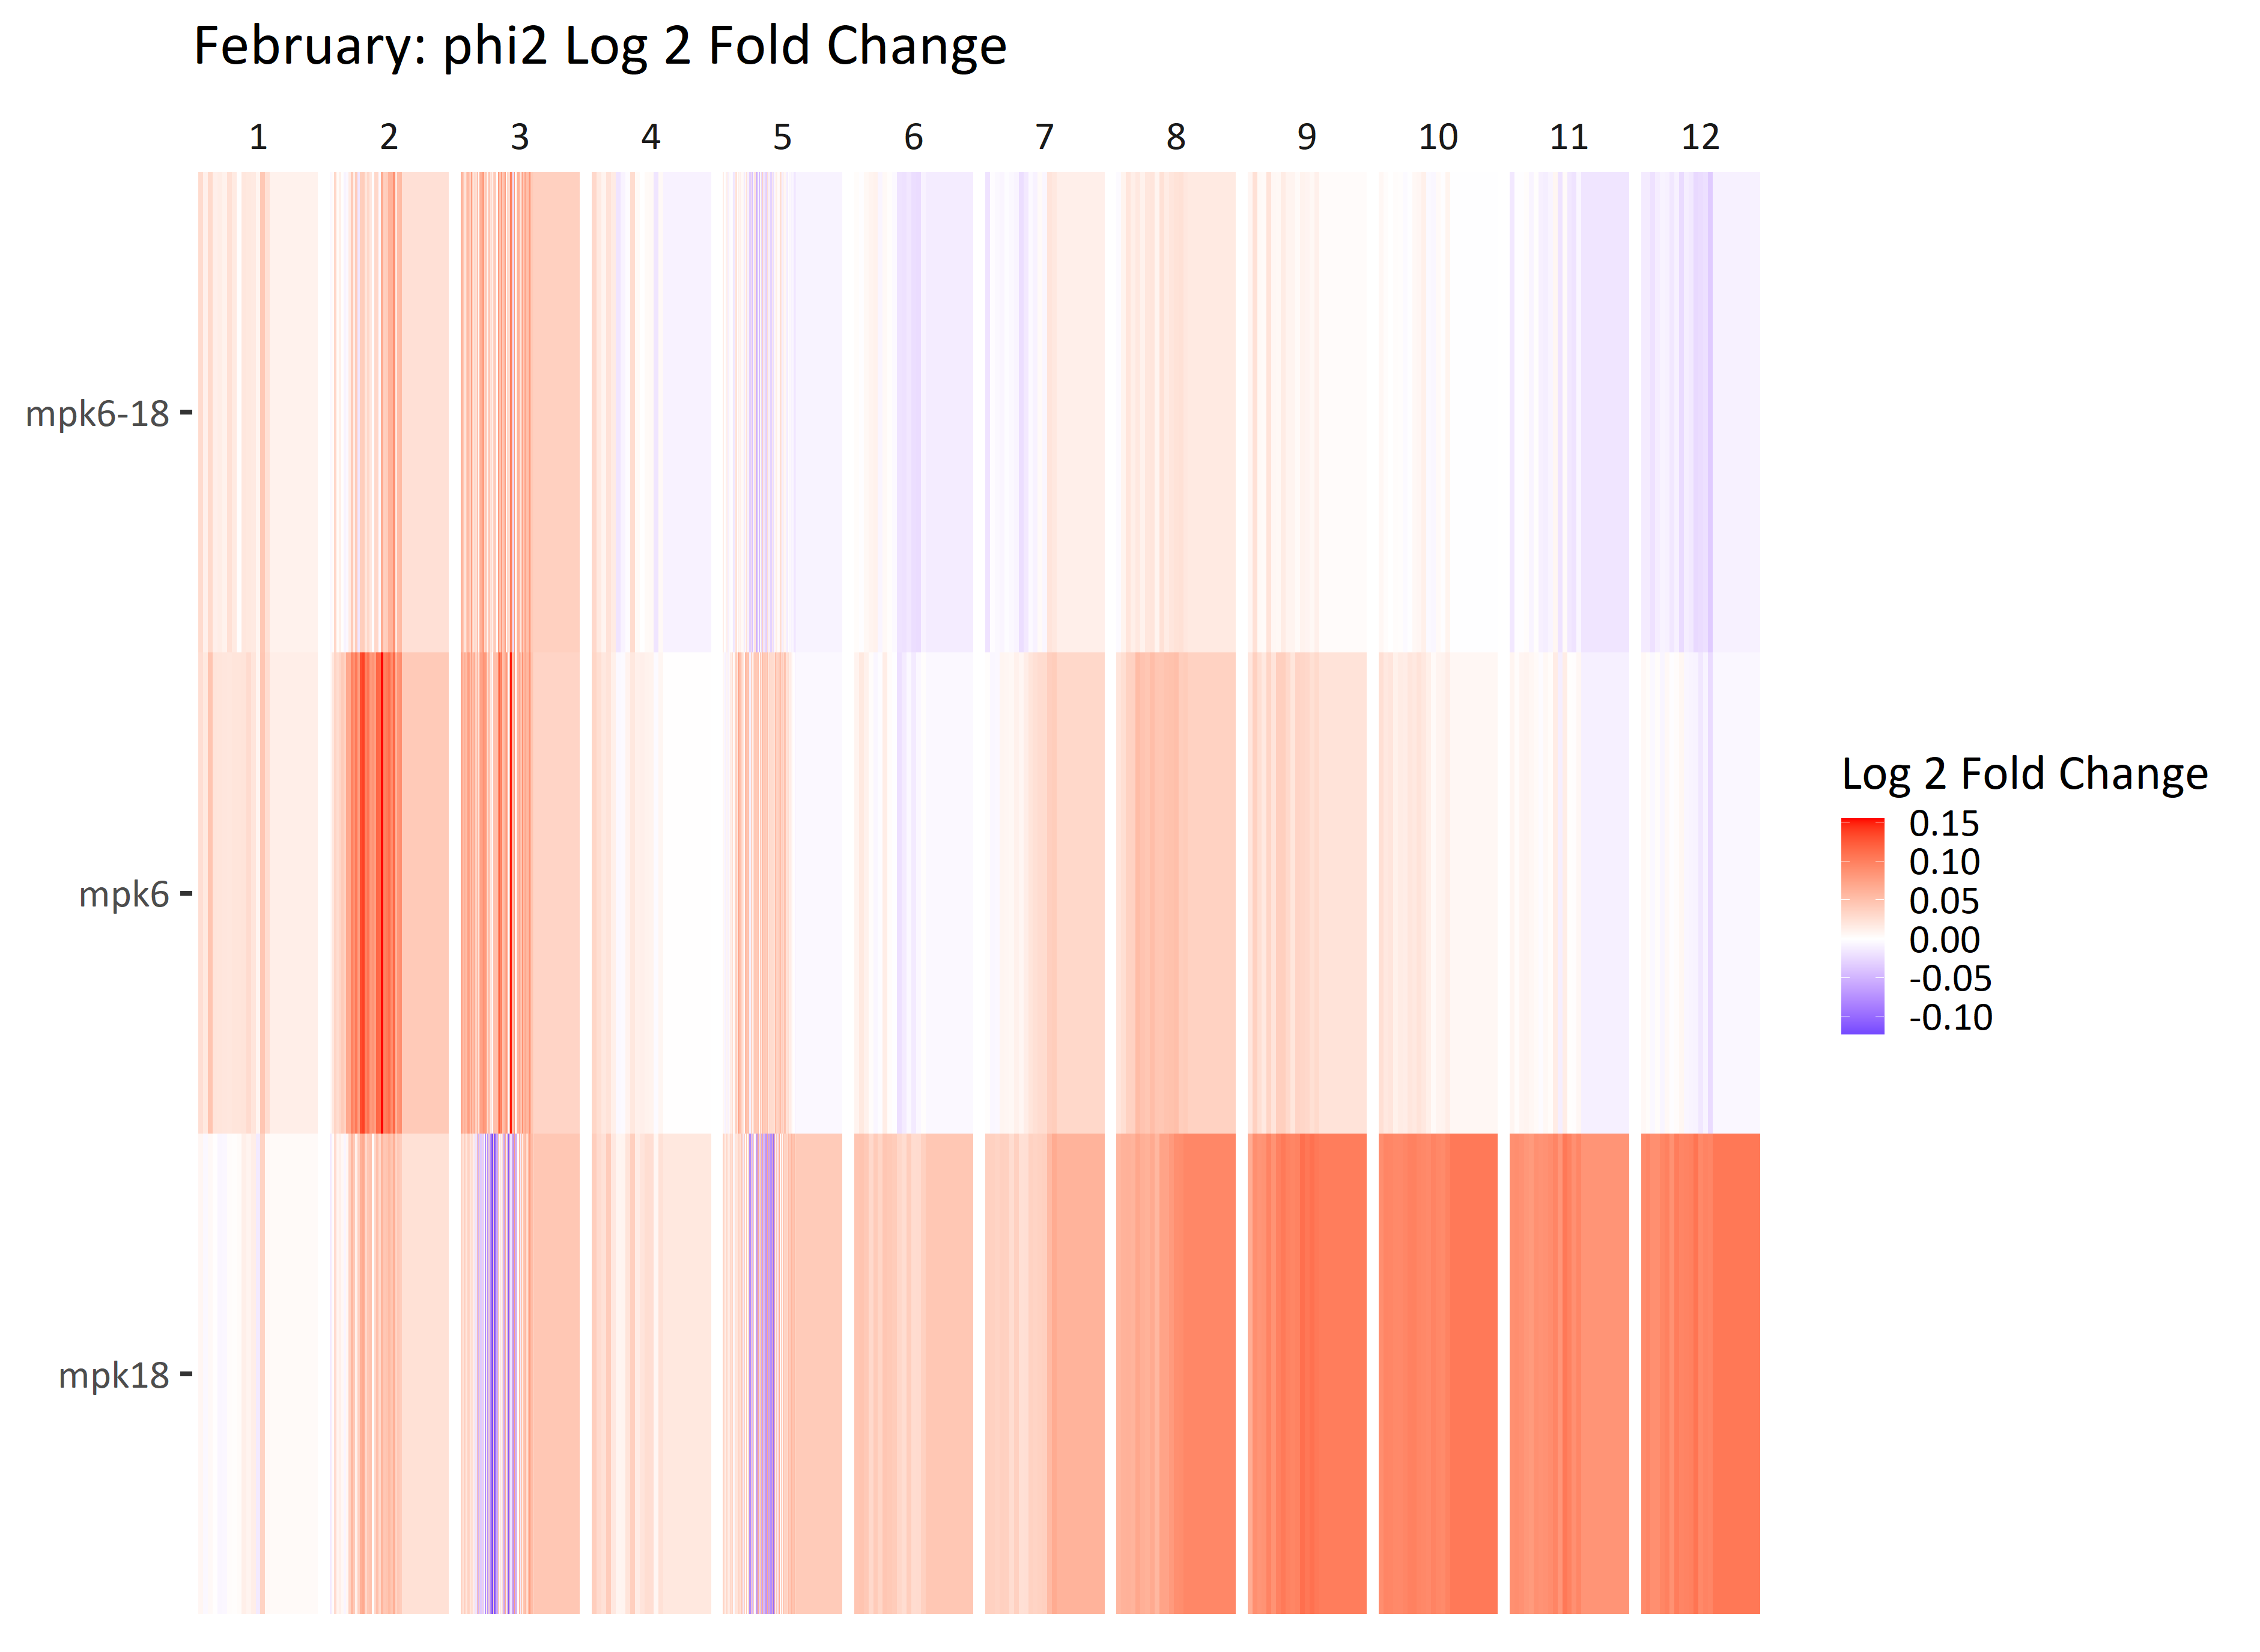 February: phi2 Log 2 Fold Change
1 2 3 4 5 6 7 8 9 10 11 12
mpk6-18
mpk6
mpk18
Log 2 Fold Change
0.15
0.10
0.05
0.00
-0.05
-0.10